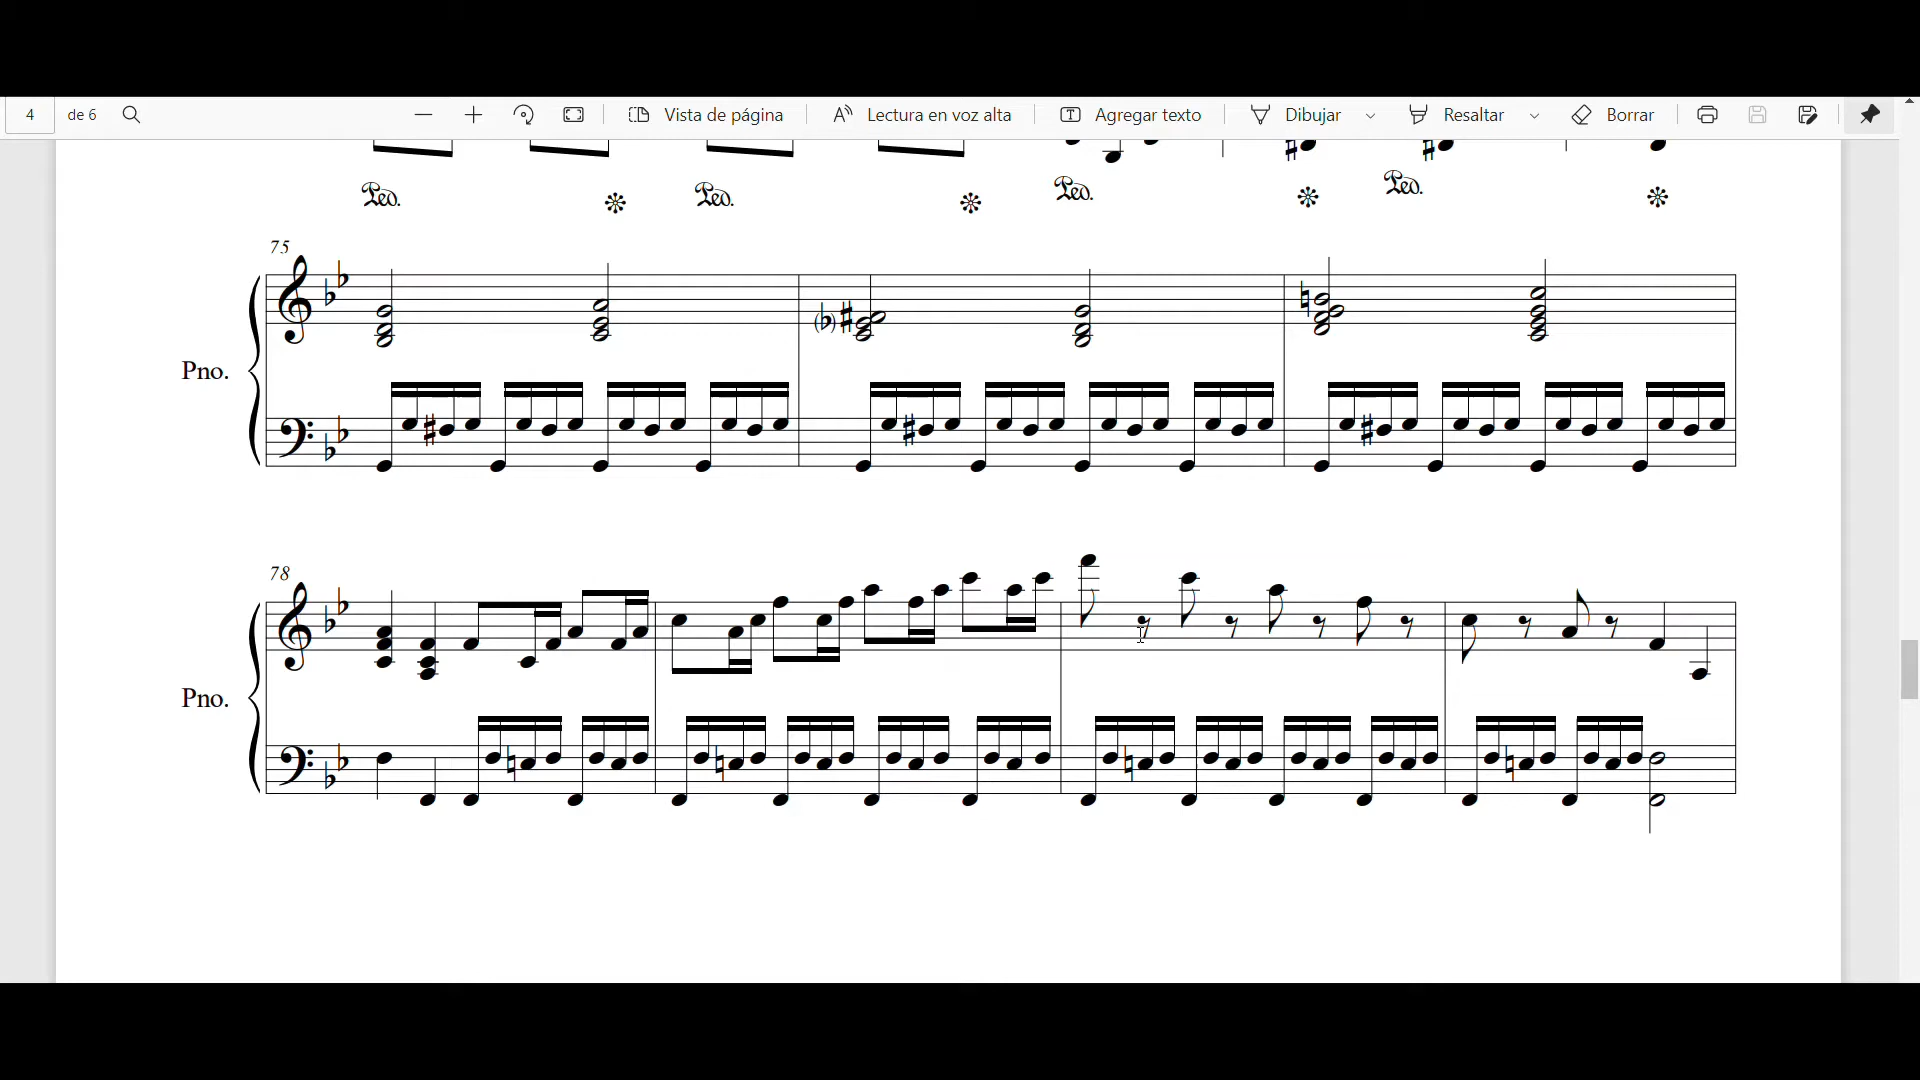 4 de 6 Vista de página Lectura en voz alta Agregar texto Dibujar Resaltar Borrar
Ped. Ped. Ped. Ped.
75
Pno.
78
Pno.